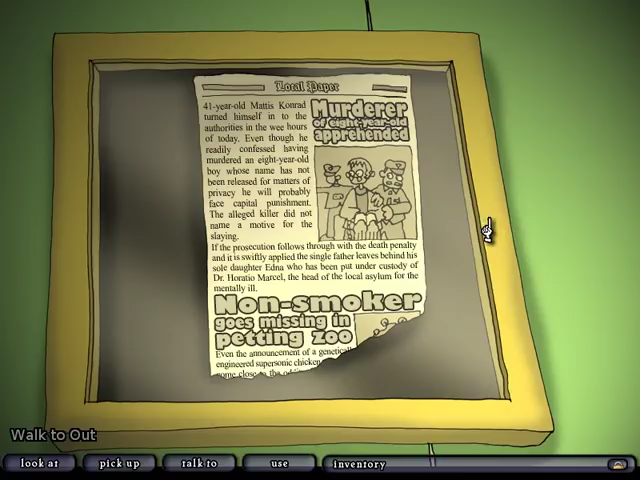 Local Paper
41-year-old Mattis Konrad
turned himself in to the
authorities in the wee hours
of today. Even though he
readily confessed having
murdered an eight-year-old
boy whose name has not
been released for matters of
privacy he will probably
face capital punishment.
The alleged killer did not
name a motive for the
slaying.
Murderer
of eight-year-old
apprehended
If the prosecution follows through with the death penalty
and it is swiftly applied the single father leaves behind his
sole daughter Edna who has been put under custody of
Dr. Horatio Marcel, the head of the local asylum for the
mentally ill.
Non-smoker
goes missing in
petting zoo
Even the announcement of a genetically
engineered supersonic chicken
come close to the
Walk to Out
look at
pick up
talk to
use
inventory